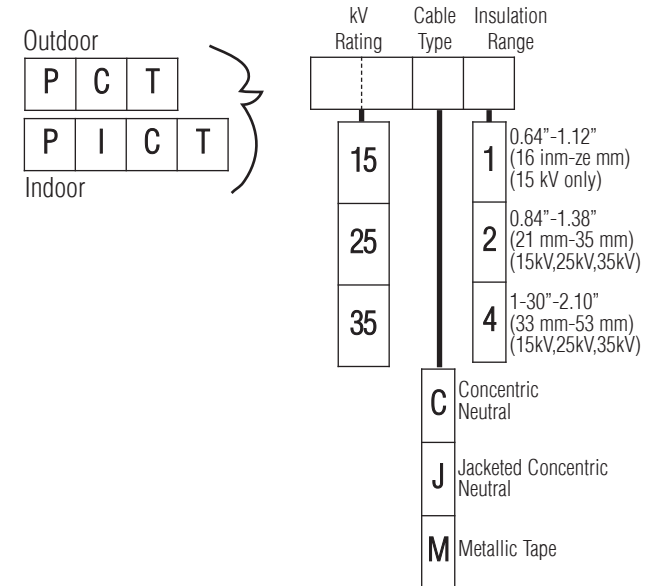 kV Rating
Cable Type
Insulation Range
Outdoor
P C T
P I C T
Indoor
15
25
35
1
0.64”-1.12”
(16 inm-ze mm)
(15 kV only)
2
0.84”-1.38”
(21 mm-35 mm)
(15kV,25kV,35kV)
4
1-30”-2.10”
(33 mm-53 mm)
(15kV,25kV,35kV)
C
Concentric
Neutral
J
Jacketed Concentric
Neutral
M
Metallic Tape